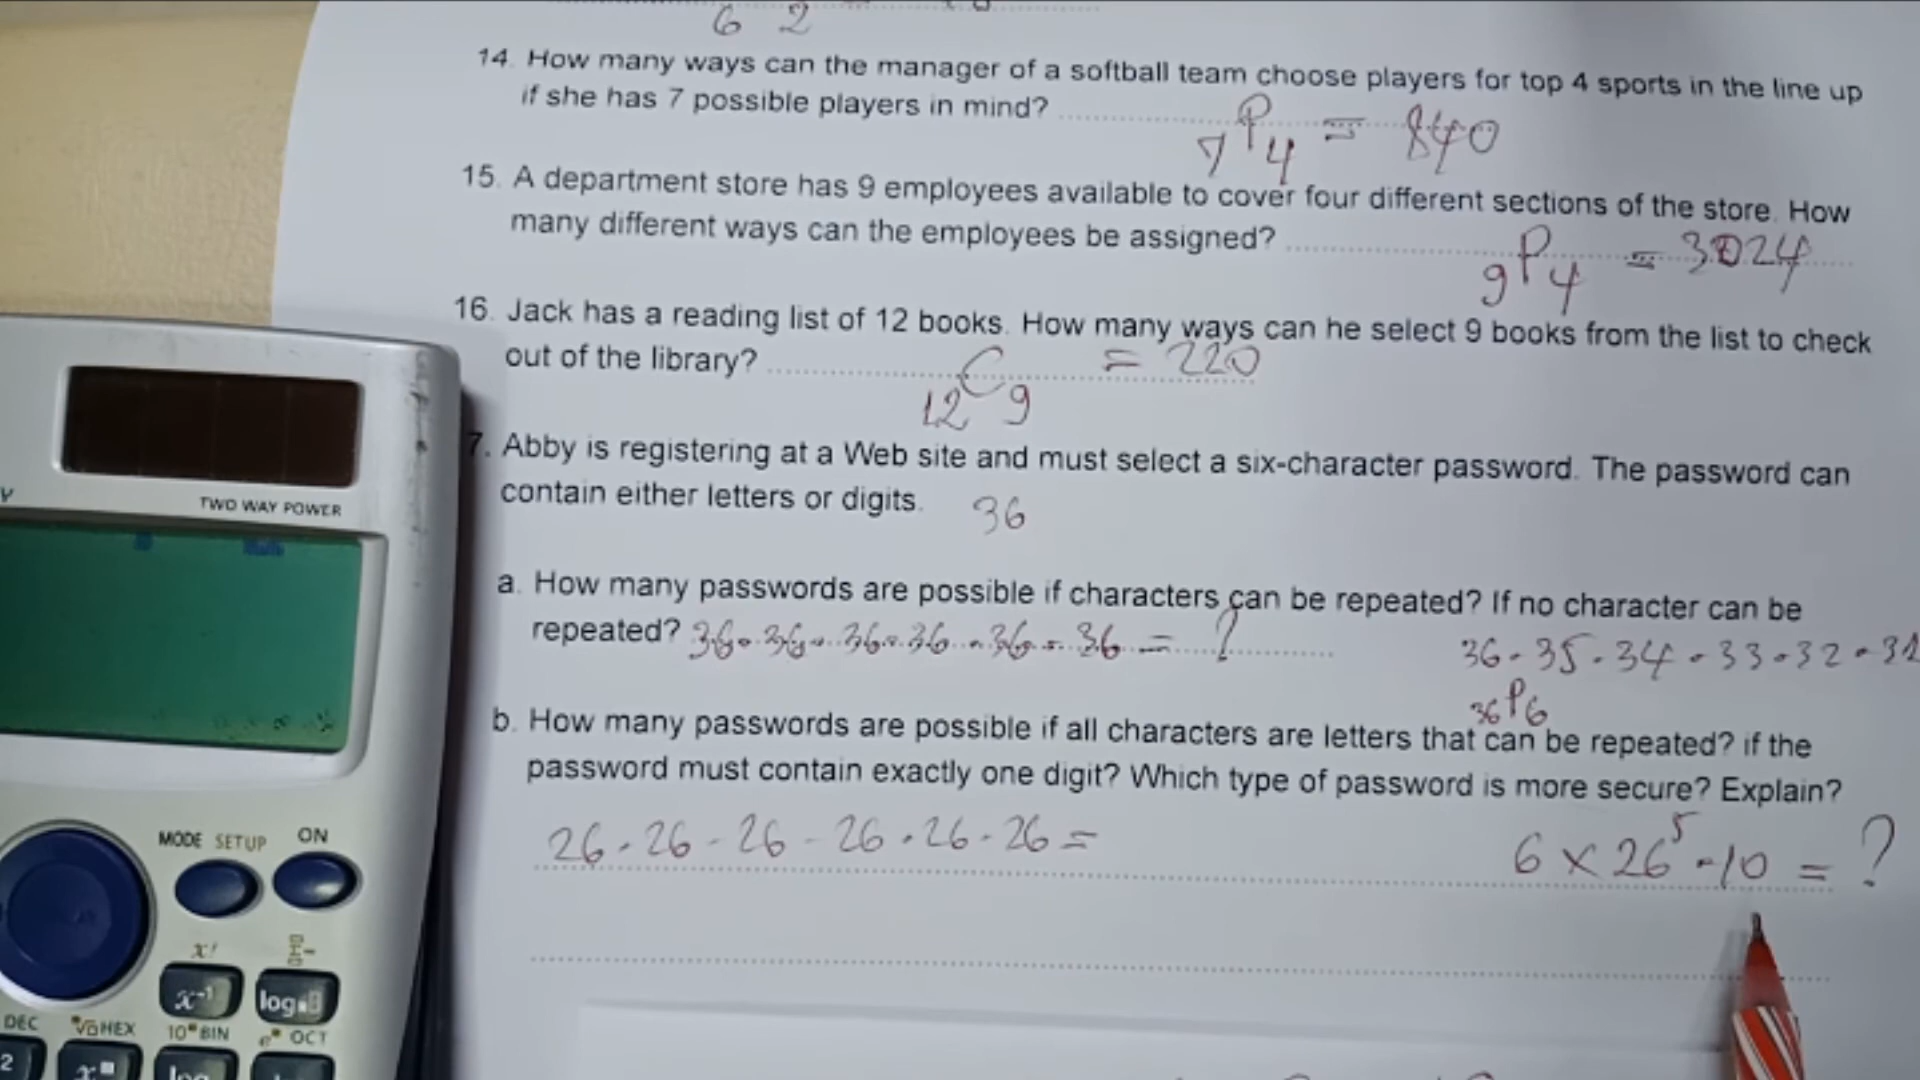 6 2
14. How many ways can the manager of a softball team choose players for top 4 sports in the line up
if she has 7 possible players in mind?
7P4 = 840
15. A department store has 9 employees available to cover four different sections of the store. How
many different ways can the employees be assigned?
9P4 = 3024
16. Jack has a reading list of 12 books. How many ways can he select 9 books from the list to check
out of the library?
12C9 = 220
7. Abby is registering at a Web site and must select a six-character password. The password can
contain either letters or digits. 36
a. How many passwords are possible if characters can be repeated? If no character can be
repeated? 36.36.36.36.36.36 = ? 36.35.34.33.32.31
36P6
b. How many passwords are possible if all characters are letters that can be repeated? if the
password must contain exactly one digit? Which type of password is more secure? Explain?
26.26.26.26.26.26 = 6 × 26⁵.10 = ?
TWO WAY POWER
MODE SETUP ON
x!
x⁻¹ log
DEC HEX 10 BIN e OCT